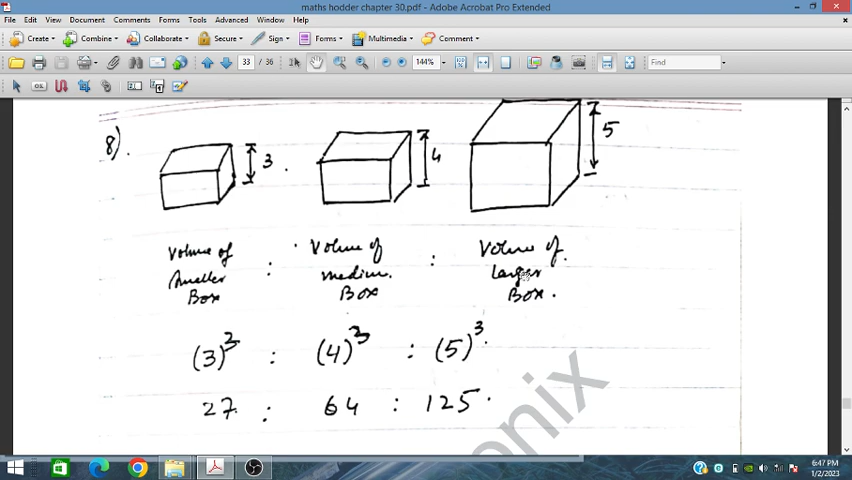 maths hodder chapter 30.pdf - Adobe Acrobat Pro Extended
File Edit View Document Comments Forms Tools Advanced Window Help
Create Combine Collaborate Secure Sign Forms Multimedia Comment
33 / 36 144% Find
8).
3 4 5
Volume of : Volume of : Volume of
Smaller medium larger
Box Box Box.
(3)³ : (4)³ : (5)³
27 : 64 : 125
onix
6:47 PM
1/2/2023